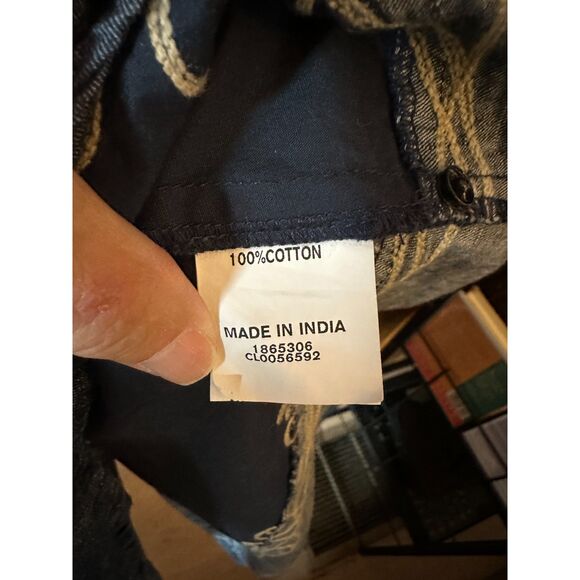 100%COTTON
MADE IN INDIA
1865306
CL0056592